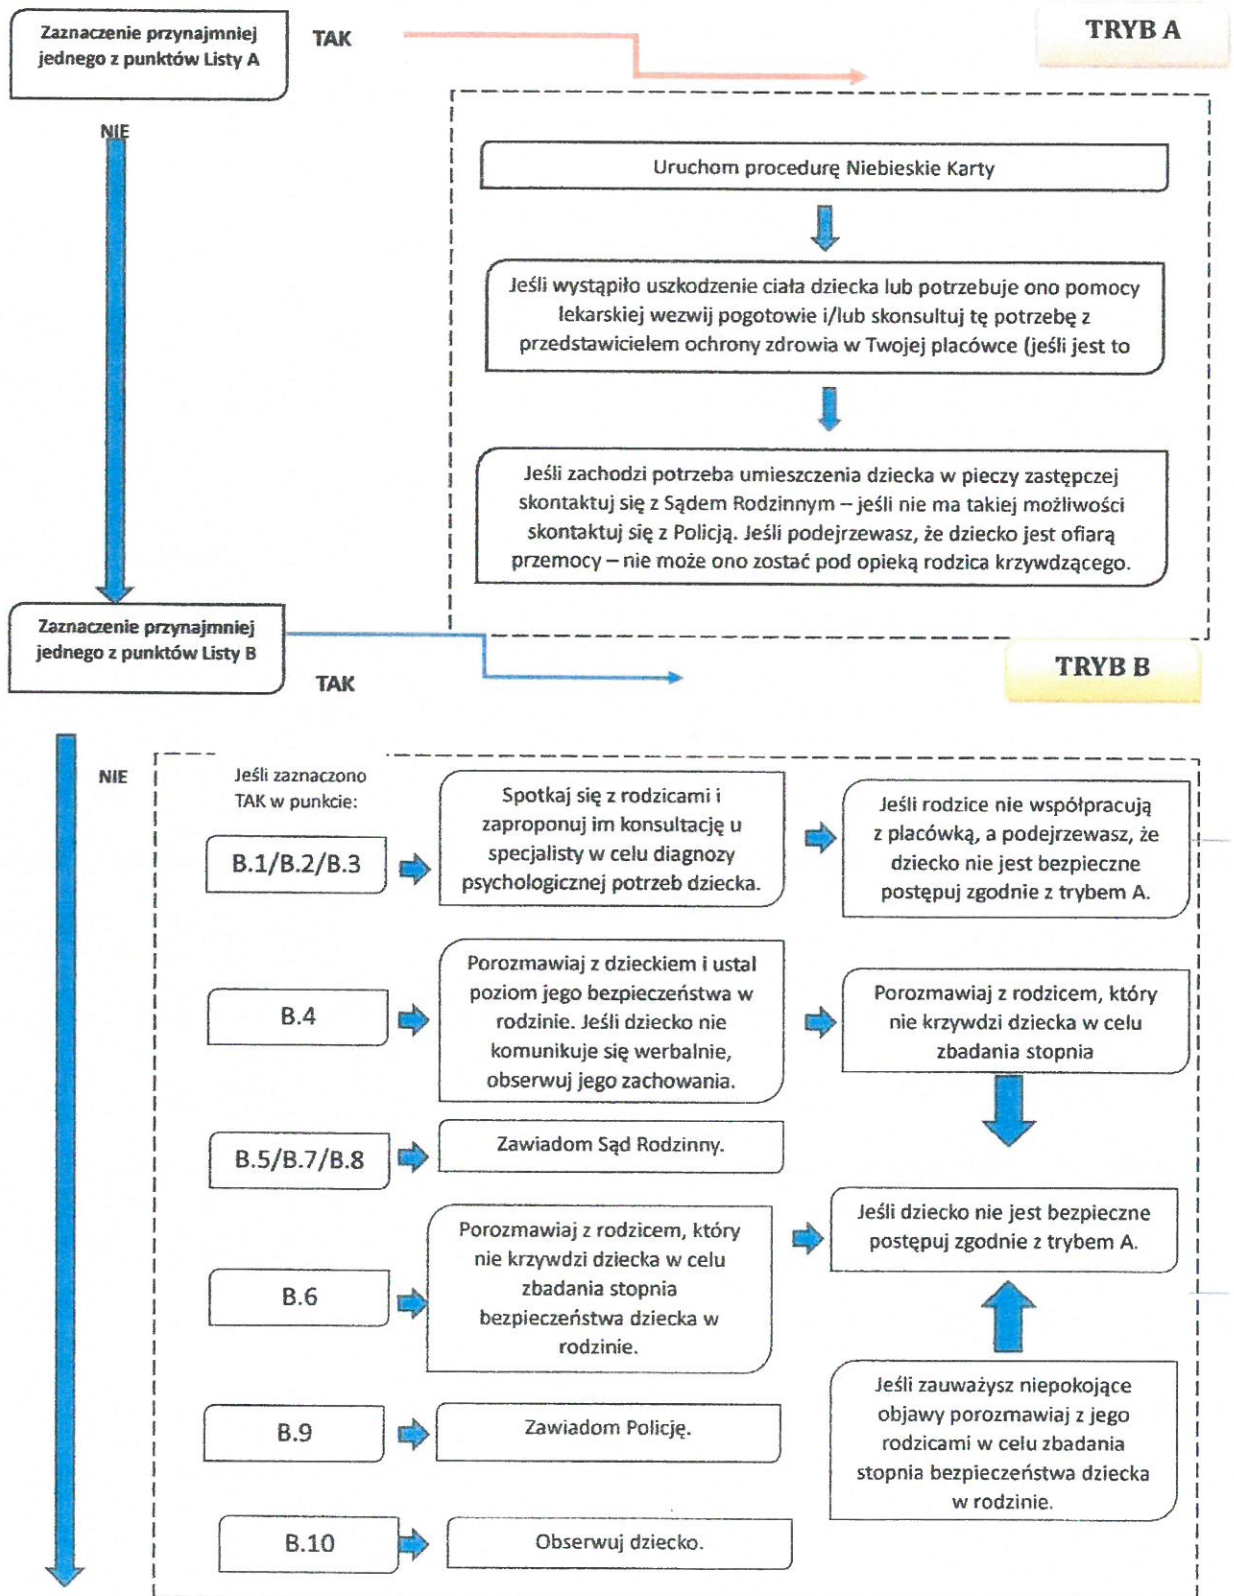 Zaznaczenie przynajmniej
jednego z punktów Listy A
TAK
TRYB A
NIE
Uruchom procedurę Niebieskie Karty
Jeśli wystąpiło uszkodzenie ciała dziecka lub potrzebuje ono pomocy
lekarskiej wezwij pogotowie i/lub skonsultuj tę potrzebę z
przedstawicielem ochrony zdrowia w Twojej placówce (jeśli jest to
Jeśli zachodzi potrzeba umieszczenia dziecka w pieczy zastępczej
skontaktuj się z Sądem Rodzinnym – jeśli nie ma takiej możliwości
skontaktuj się z Policją. Jeśli podejrzewasz, że dziecko jest ofiarą
przemocy – nie może ono zostać pod opieką rodzica krzywdzącego.
Zaznaczenie przynajmniej
jednego z punktów Listy B
TAK
TRYB B
NIE
Jeśli zaznaczono
TAK w punkcie:
B.1/B.2/B.3
Spotkaj się z rodzicami i
zaproponuj im konsultację u
specjalisty w celu diagnozy
psychologicznej potrzeb dziecka.
Jeśli rodzice nie współpracują
z placówką, a podejrzewasz, że
dziecko nie jest bezpieczne
postępuj zgodnie z trybem A.
B.4
Porozmawiaj z dzieckiem i ustal
poziom jego bezpieczeństwa w
rodzinie. Jeśli dziecko nie
komunikuje się werbalnie,
obserwuj jego zachowania.
Porozmawiaj z rodzicem, który
nie krzywdzi dziecka w celu
zbadania stopnia
B.5/B.7/B.8
Zawiadom Sąd Rodzinny.
B.6
Porozmawiaj z rodzicem, który
nie krzywdzi dziecka w celu
zbadania stopnia
bezpieczeństwa dziecka w
rodzinie.
Jeśli dziecko nie jest bezpieczne
postępuj zgodnie z trybem A.
B.9
Zawiadom Policję.
Jeśli zauważysz niepokojące
objawy porozmawiaj z jego
rodzicami w celu zbadania
stopnia bezpieczeństwa dziecka
w rodzinie.
B.10
Obserwuj dziecko.